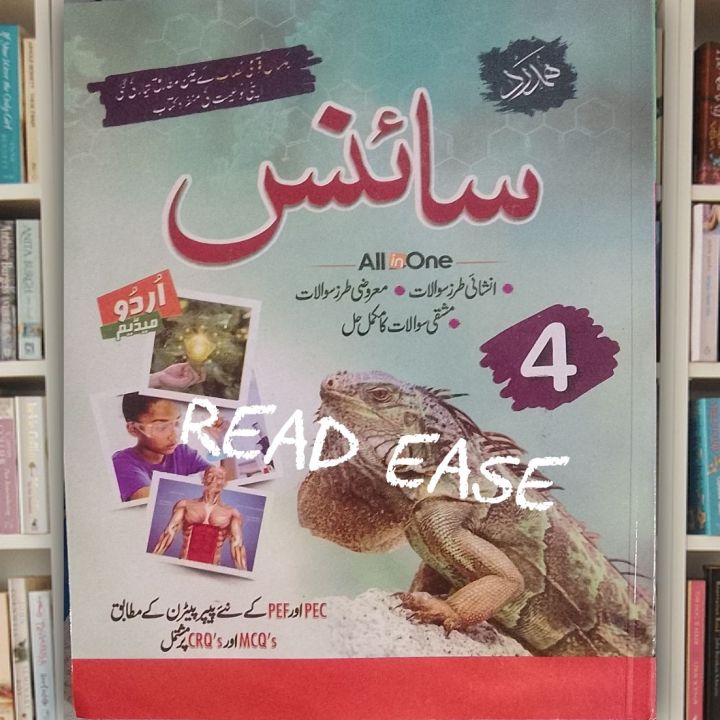 ہمدرد
سائنس
All in One
• انشائی طرز سوالات • معروضی طرز سوالات
• مشقی سوالات کا مکمل حل
اُردُو
میڈیم
4
READ EASE
PEC اور PEF کے نئے پیپر پیٹرن کے مطابق
MCQ's اور CRQ's پر مشتمل